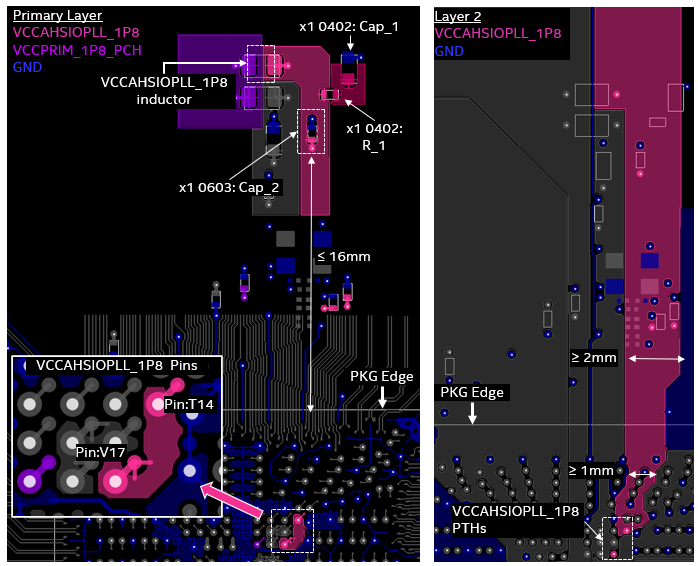 Primary Layer
VCCAHSIOPLL_1P8
VCCPRIM_1P8_PCH
GND
x1 0402: Cap_1
VCCAHSIOPLL_1P8
inductor
x1 0402:
R_1
x1 0603: Cap_2
≤ 16mm
PKG Edge
VCCAHSIOPLL_1P8 Pins
Pin:T14
Pin:V17
Layer 2
VCCAHSIOPLL_1P8
GND
≥ 2mm
PKG Edge
≥ 1mm
VCCAHSIOPLL_1P8
PTHs